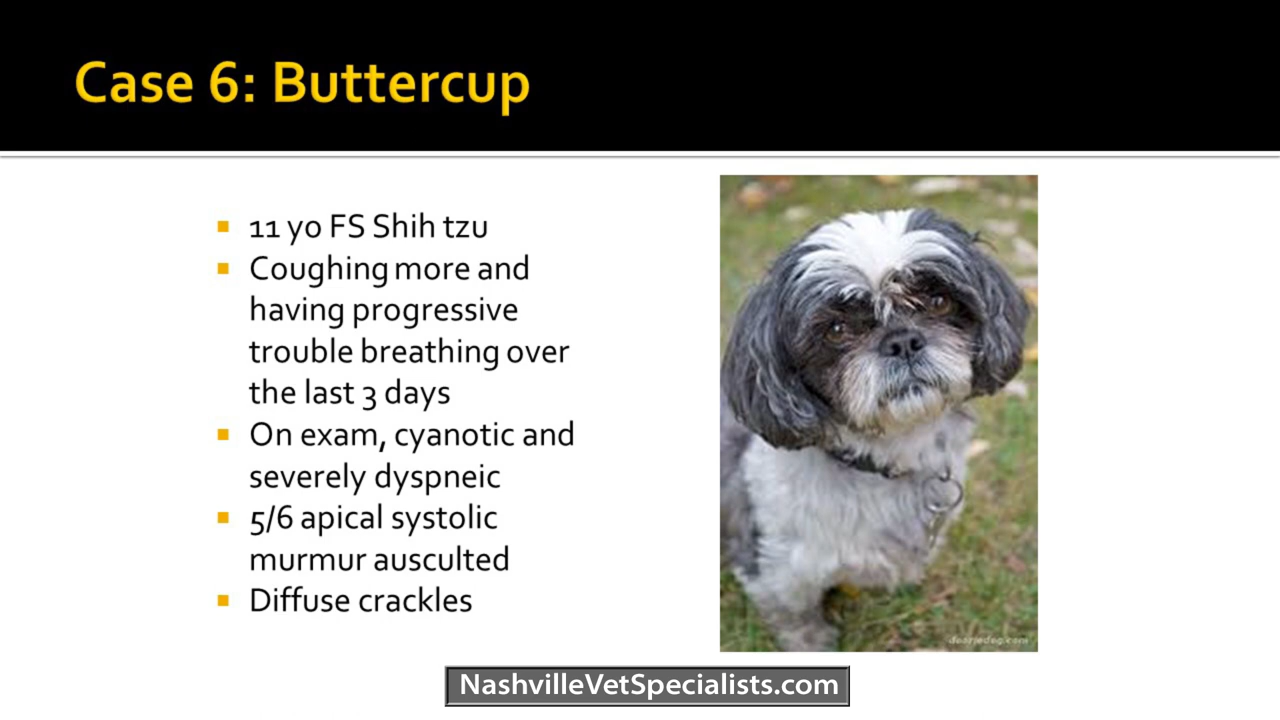 Case 6: Buttercup
11 yo FS Shih tzu
Coughing more and
having progressive
trouble breathing over
the last 3 days
On exam, cyanotic and
severely dyspneic
5/6 apical systolic
murmur ausculted
Diffuse crackles
NashvilleVetSpecialists.com